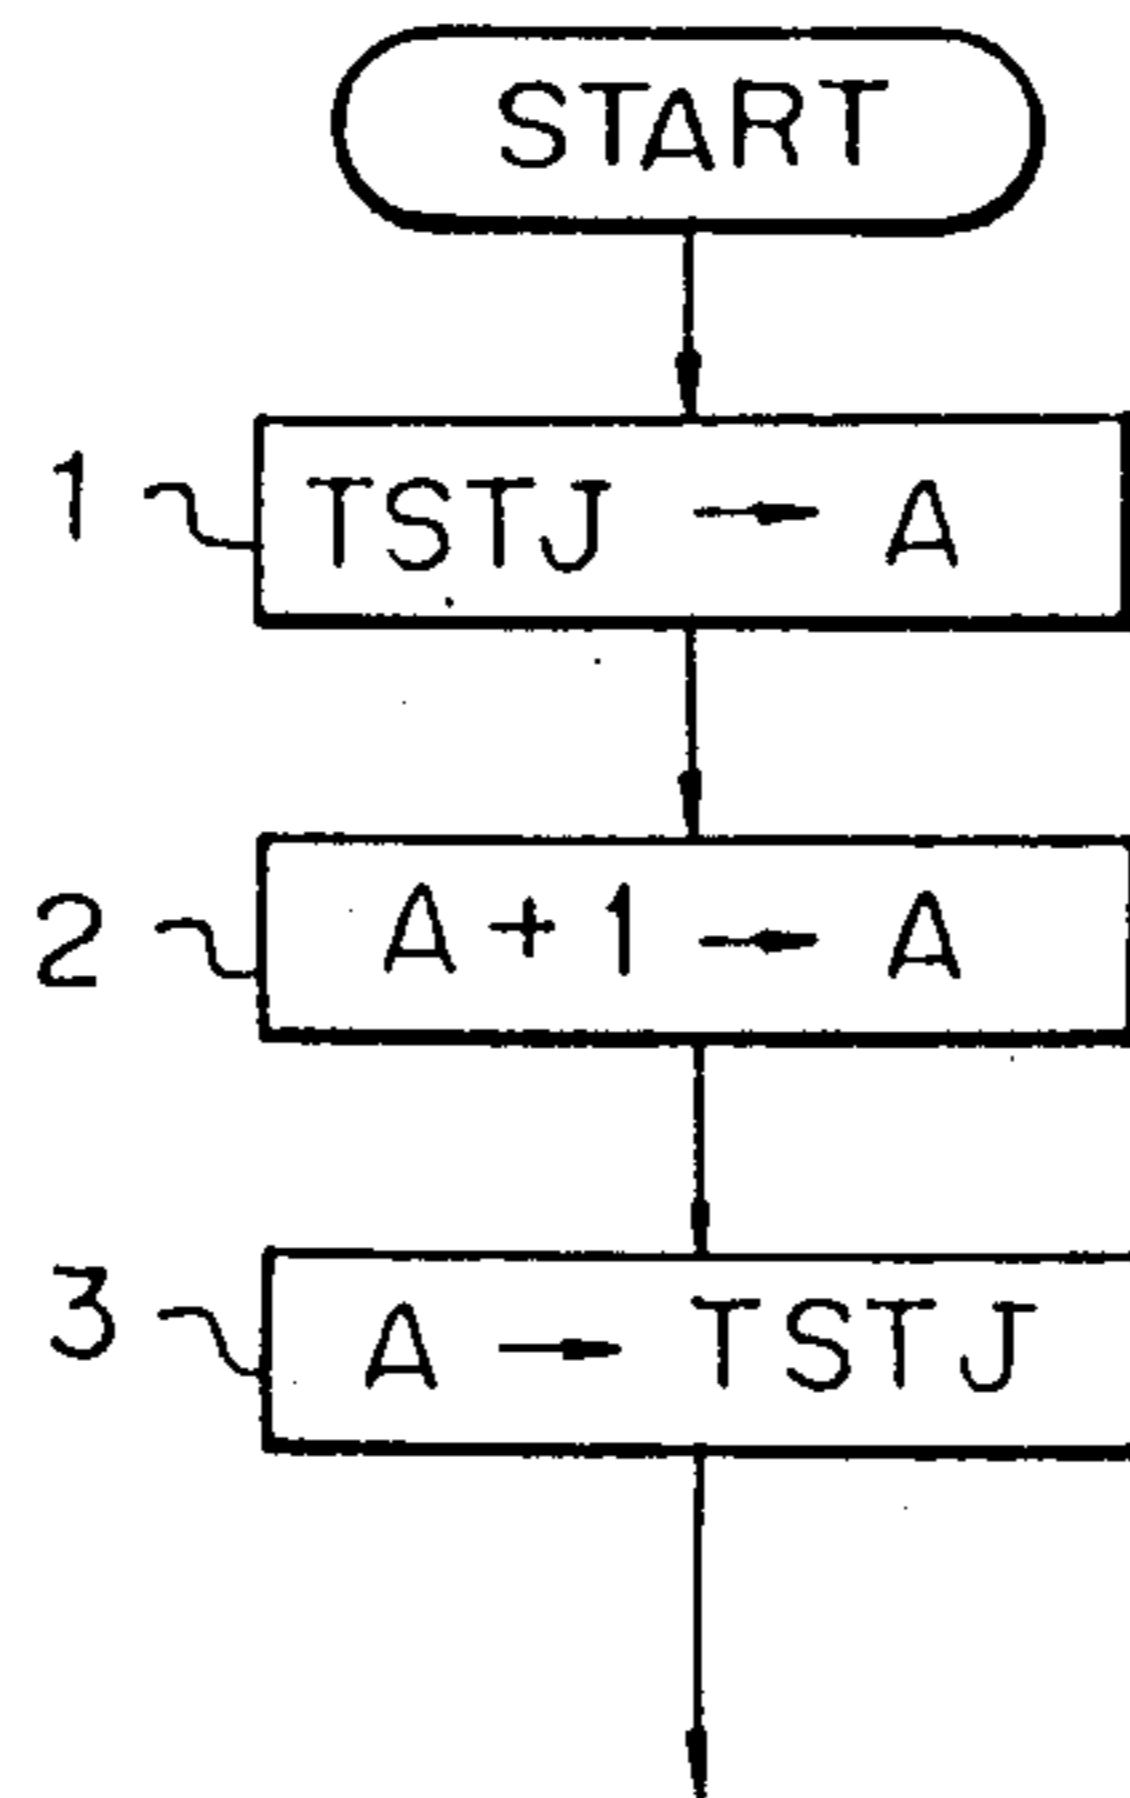 START
1 TSTJ → A
2 A + 1 → A
3 A → TSTJ